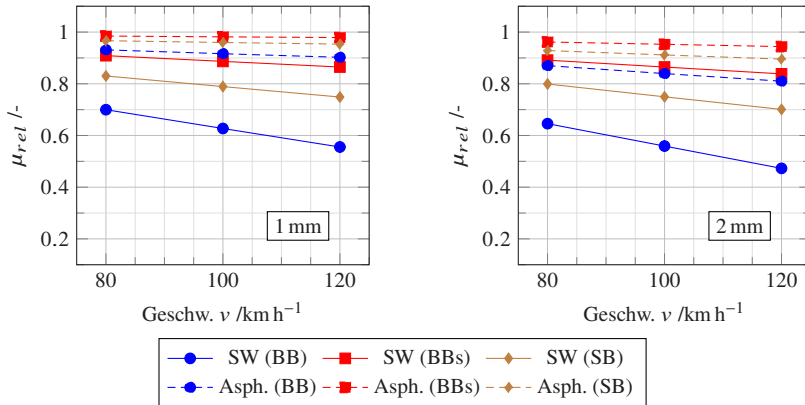 1
0.8
0.6
0.4
0.2
μrel /-
1 mm
80 100 120
Geschw. v /km h⁻¹
1
0.8
0.6
0.4
0.2
μrel /-
2 mm
80 100 120
Geschw. v /km h⁻¹
SW (BB) SW (BBs) SW (SB)
Asph. (BB) Asph. (BBs) Asph. (SB)